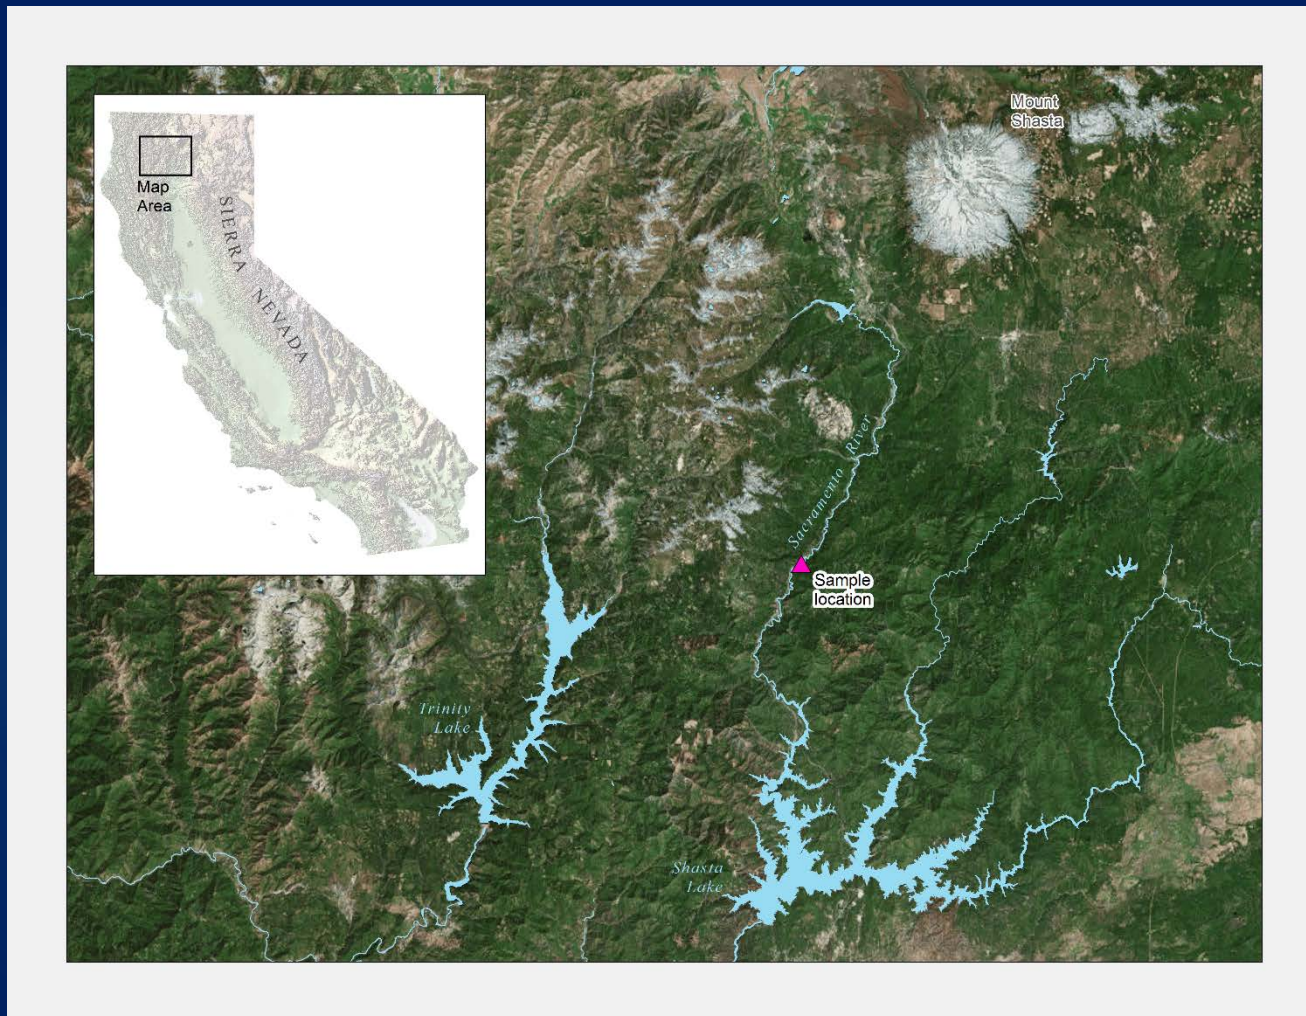 Mount
Shasta
Map
Area
SIERRA NEVADA
Sacramento River
Sample
location
Trinity
Lake
Shasta
Lake